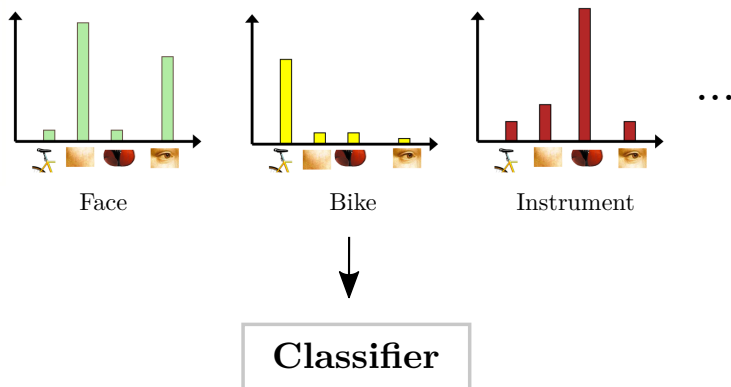 ...
Face
Bike
Instrument
Classifier